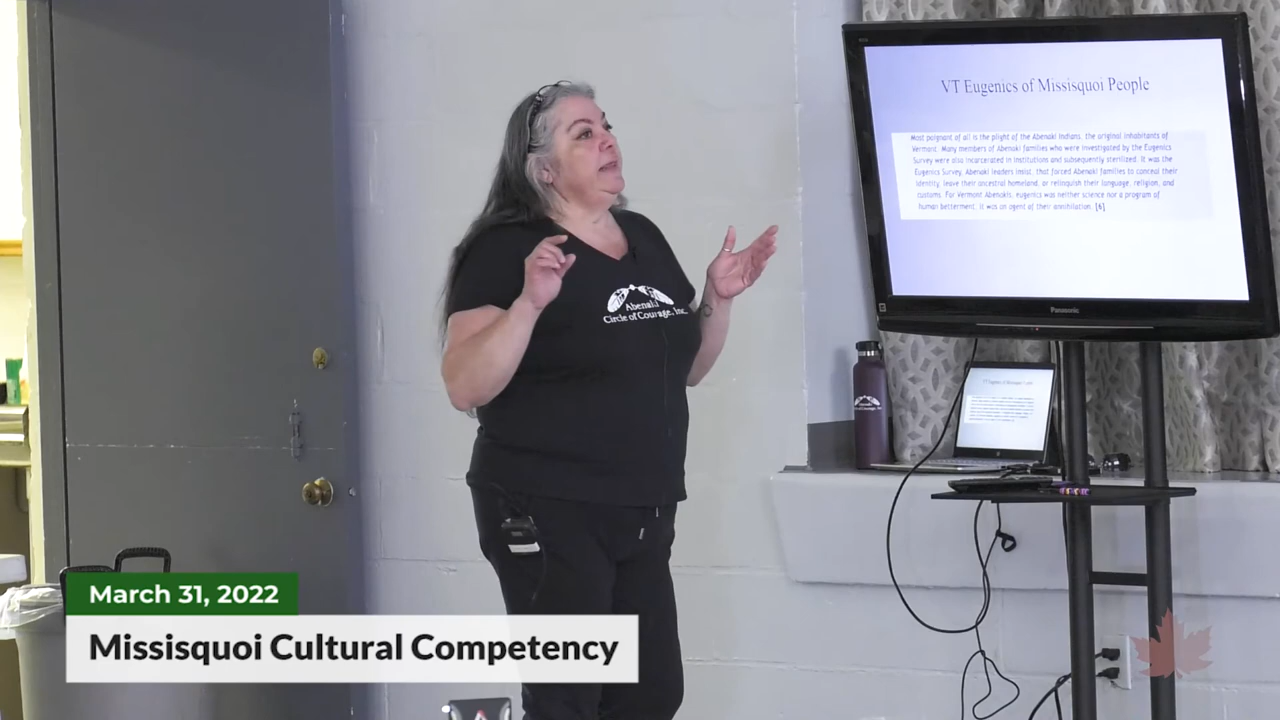 VT Eugenics of Missisquoi People
Most poignant of all is the plight of the Abenaki Indians, the original inhabitants of
Vermont. Many members of Abenaki families who were investigated by the Eugenics
Survey were also incarcerated in institutions and subsequently sterilized. It was the
Eugenics Survey, Abenaki leaders insist, that forced Abenaki families to conceal their
identity, leave their ancestral homeland, or relinquish their language, religion, and
customs. For Vermont Abenakis, eugenics was neither science nor a program of
human betterment. It was an agent of their annihilation. [6]
Panasonic
Abenaki
Circle of Courage, Inc.
March 31, 2022
Missisquoi Cultural Competency